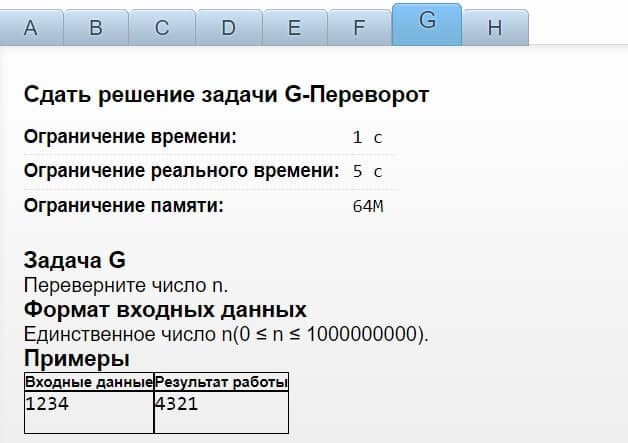 A B C D E F G H
Сдать решение задачи G-Переворот
Ограничение времени: 1 с
Ограничение реального времени: 5 с
Ограничение памяти: 64M
Задача G
Переверните число n.
Формат входных данных
Единственное число n(0 ≤ n ≤ 1000000000).
Примеры
Входные данные Результат работы
1234 4321